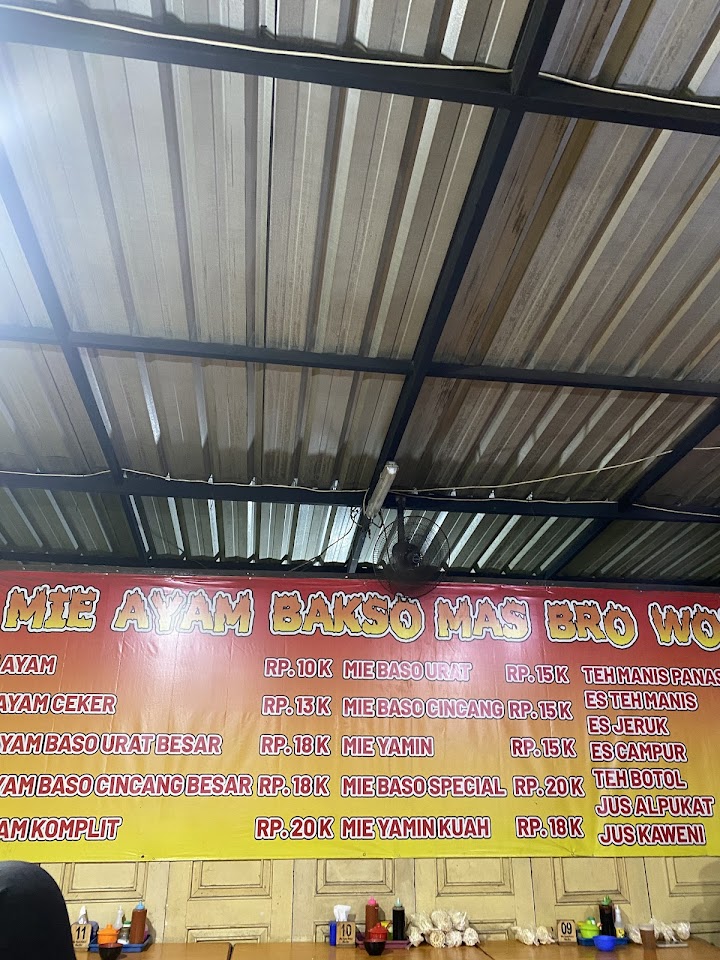 MIE AYAM BAKSO MAS BRO WO
AYAM RP. 10 K
AYAM CEKER RP. 13 K
AYAM BASO URAT BESAR RP. 18 K
YAM BASO CINCANG BESAR RP. 18 K
AM KOMPLIT RP. 20 K
MIE BASO URAT RP. 15 K
MIE BASO CINCANG RP. 15 K
MIE YAMIN RP. 15 K
MIE BASO SPECIAL RP. 20 K
MIE YAMIN KUAH RP. 18 K
TEH MANIS PANAS
ES TEH MANIS
ES JERUK
ES CAMPUR
TEH BOTOL
JUS ALPUKAT
JUS KAWENI
11
10
09